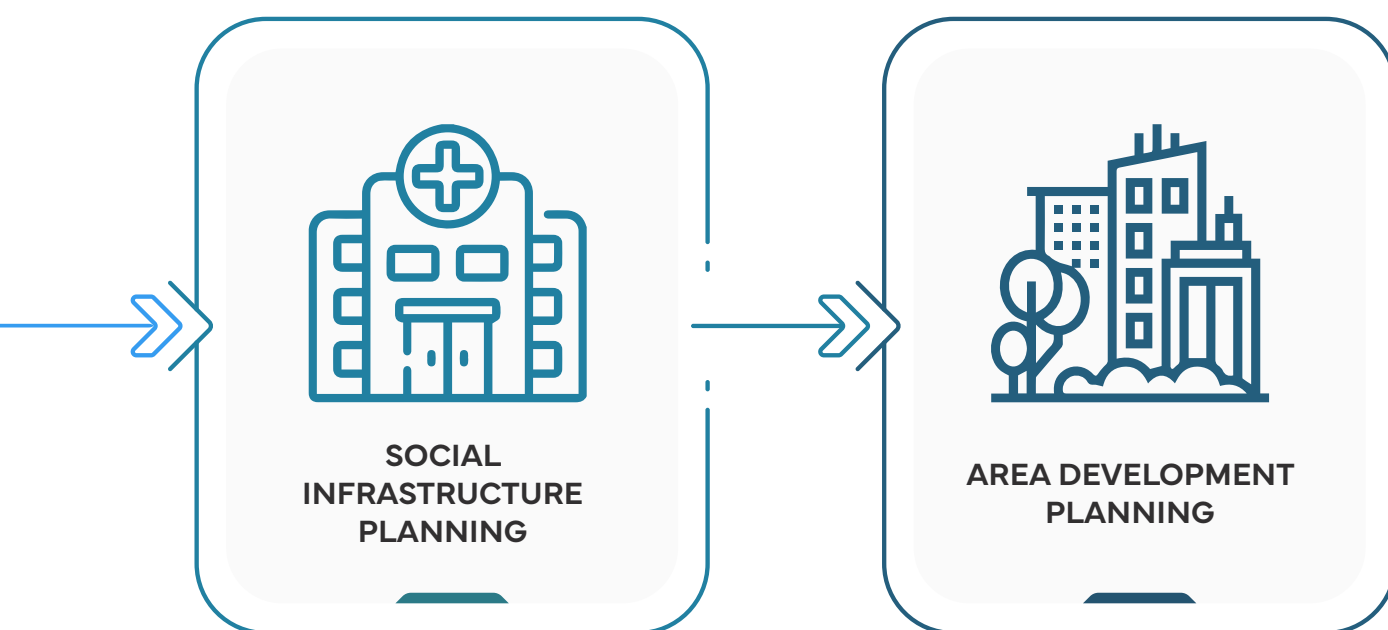 SOCIAL
INFRASTRUCTURE
PLANNING
AREA DEVELOPMENT
PLANNING